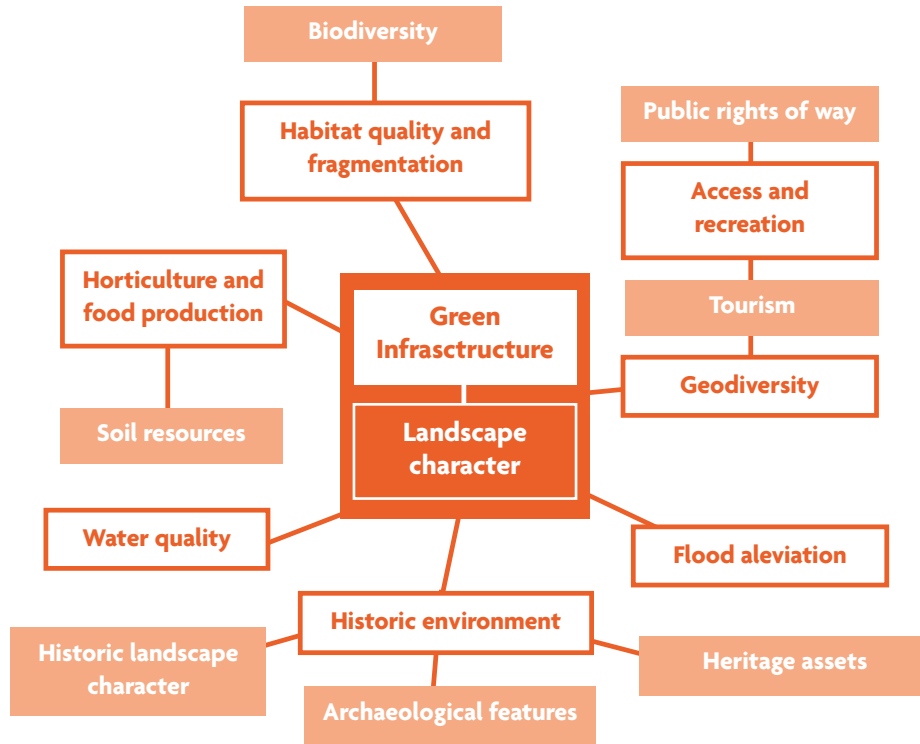 Biodiversity
Habitat quality and
fragmentation
Public rights of way
Access and
recreation
Horticulture and
food production
Green
Infrasctructure
Tourism
Geodiversity
Soil resources
Landscape
character
Water quality
Flood aleviation
Historic environment
Historic landscape
character
Heritage assets
Archaeological features